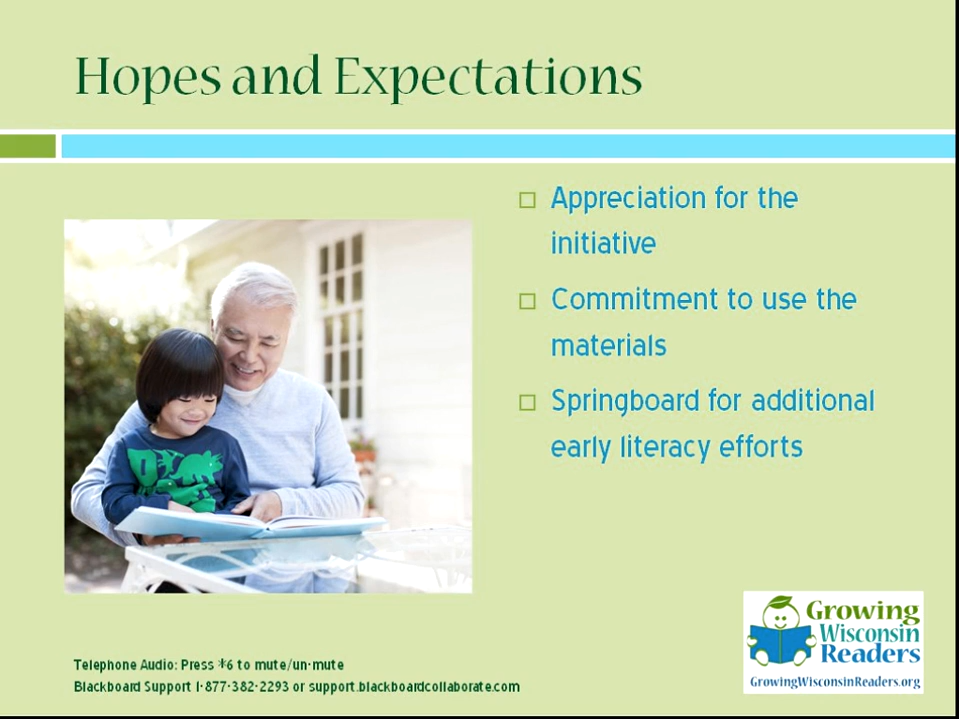 Hopes and Expectations
Appreciation for the
initiative
Commitment to use the
materials
Springboard for additional
early literacy efforts
Growing
Wisconsin
Readers
GrowingWisconsinReaders.org
Telephone Audio: Press *6 to mute/un-mute
Blackboard Support 1-877-382-2293 or support.blackboardcollaborate.com